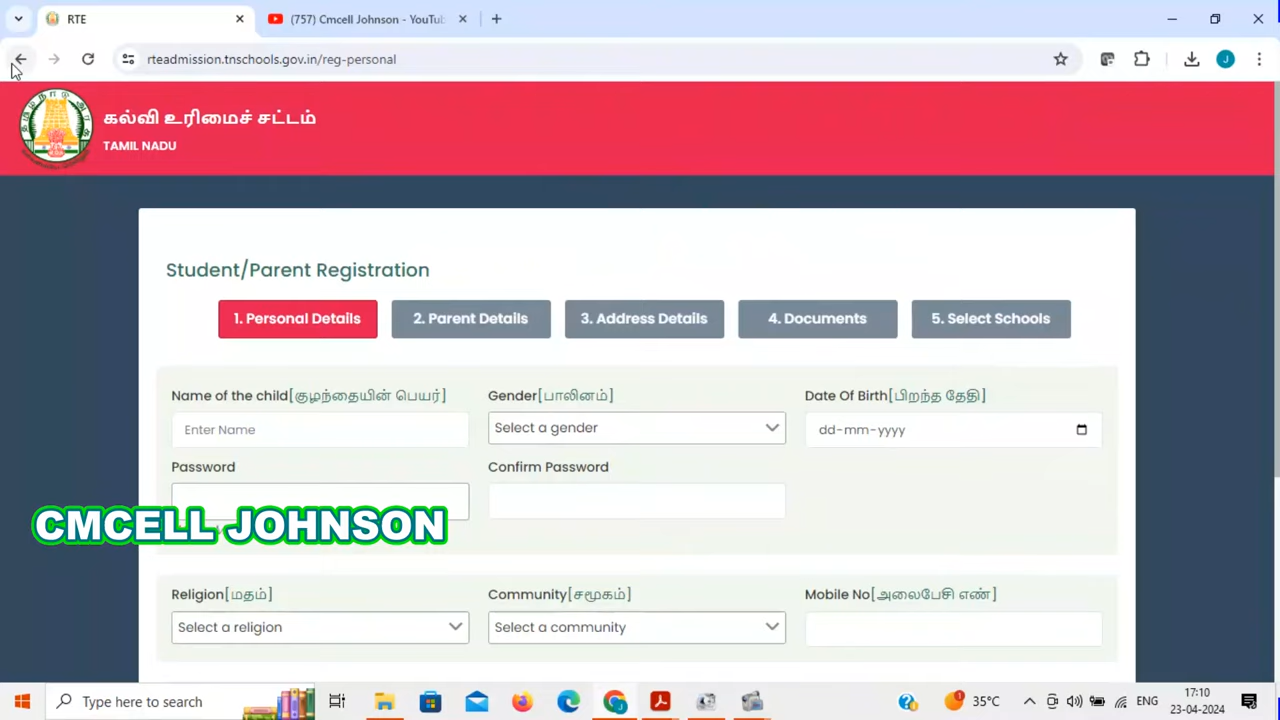 RTE
(757) Cmcell Johnson - YouTu
rteadmission.tnschools.gov.in/reg-personal
J
கல்வி உரிமைச் சட்டம்
TAMIL NADU
Student/Parent Registration
1. Personal Details
2. Parent Details
3. Address Details
4. Documents
5. Select Schools
Name of the child[குழந்தையின் பெயர்]
Gender[பாலினம்]
Date Of Birth[பிறந்த தேதி]
Enter Name
Select a gender
dd-mm-yyyy
Password
Confirm Password
CMCELL JOHNSON
Religion[மதம்]
Community[சமூகம்]
Mobile No[அலைபேசி எண்]
Select a religion
Select a community
Type here to search
35°C
ENG
17:10
23-04-2024